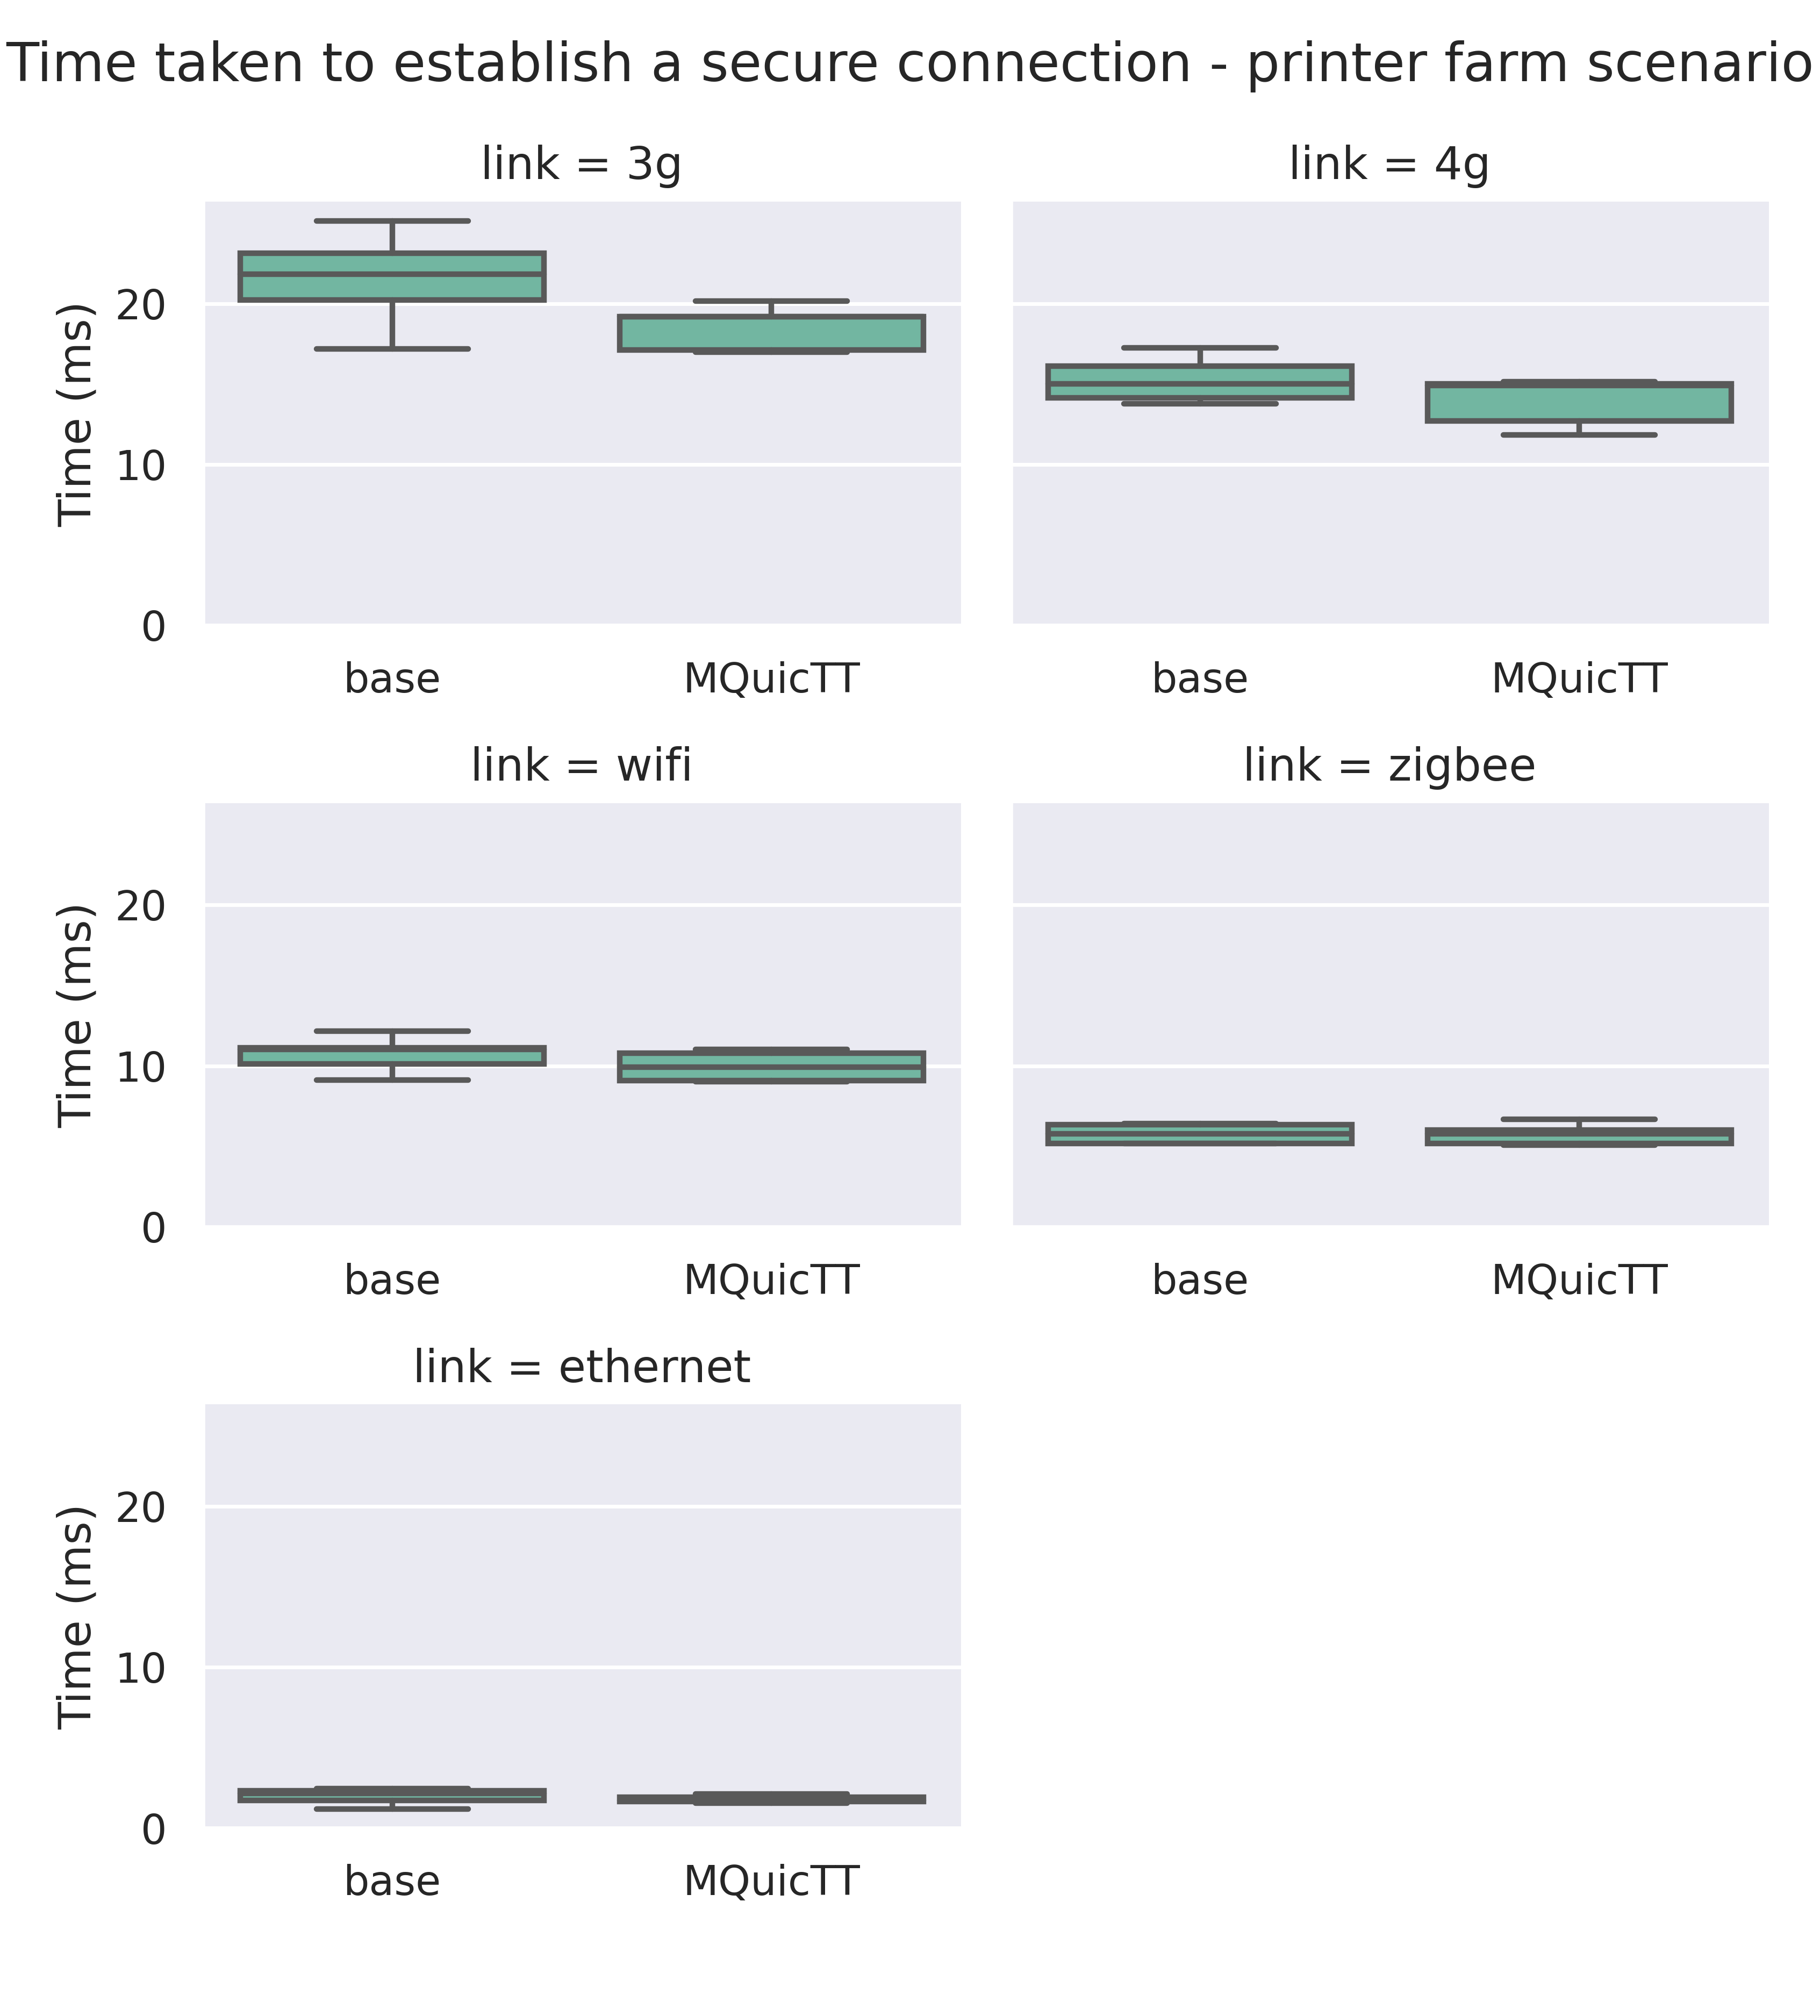 Time taken to establish a secure connection - printer farm scenario
link = 3g
link = 4g
Time (ms)
20
10
0
base
MQuicTT
base
MQuicTT
link = wifi
link = zigbee
Time (ms)
20
10
0
base
MQuicTT
base
MQuicTT
link = ethernet
Time (ms)
20
10
0
base
MQuicTT